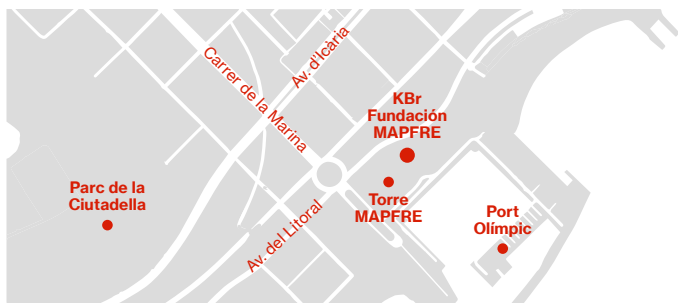 Carrer de la Marina
Av. d'Icària
KBr
Fundación
MAPFRE
Parc de la
Ciutadella
Torre
MAPFRE
Av. del Litoral
Port
Olímpic